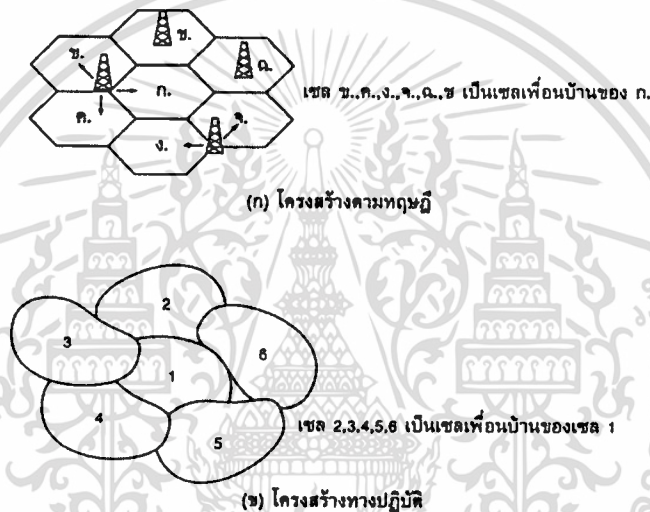 ช.
ข.
ฉ.
ก.
ค.
จ.
ง.
เซล ข.,ค.,ง.,จ.,ฉ.,ช เป็นเซลเพื่อนบ้านของ ก.
(ก) โครงสร้างตามทฤษฎี
2
3
6
1
4
5
เซล 2,3,4,5,6 เป็นเซลเพื่อนบ้านของเซล 1
(ข) โครงสร้างทางปฏิบัติ